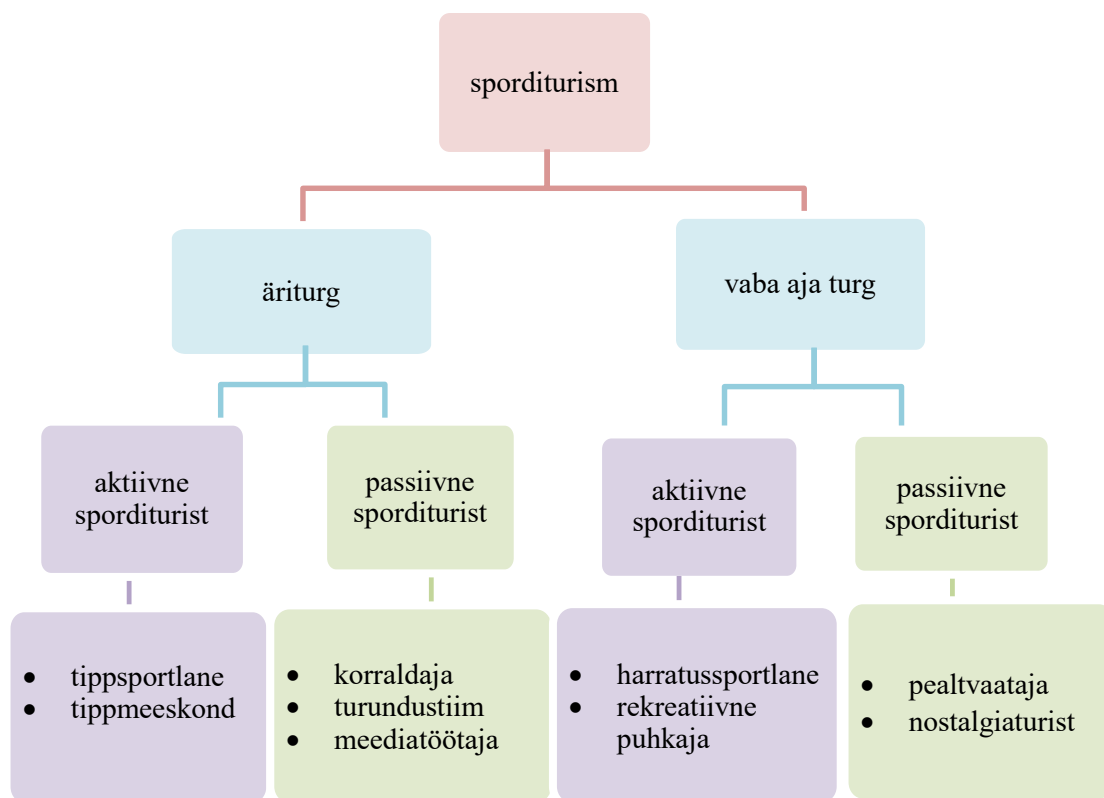 sporditurism
äriturg
vaba aja turg
aktiivne
sporditurist
passiivne
sporditurist
aktiivne
sporditurist
passiivne
sporditurist
• tippsportlane
• tippmeeskond
• korraldaja
• turundustiim
• meediatöötaja
• harratussportlane
• rekreatiivne
puhkaja
• pealtvaataja
• nostalgiaturist